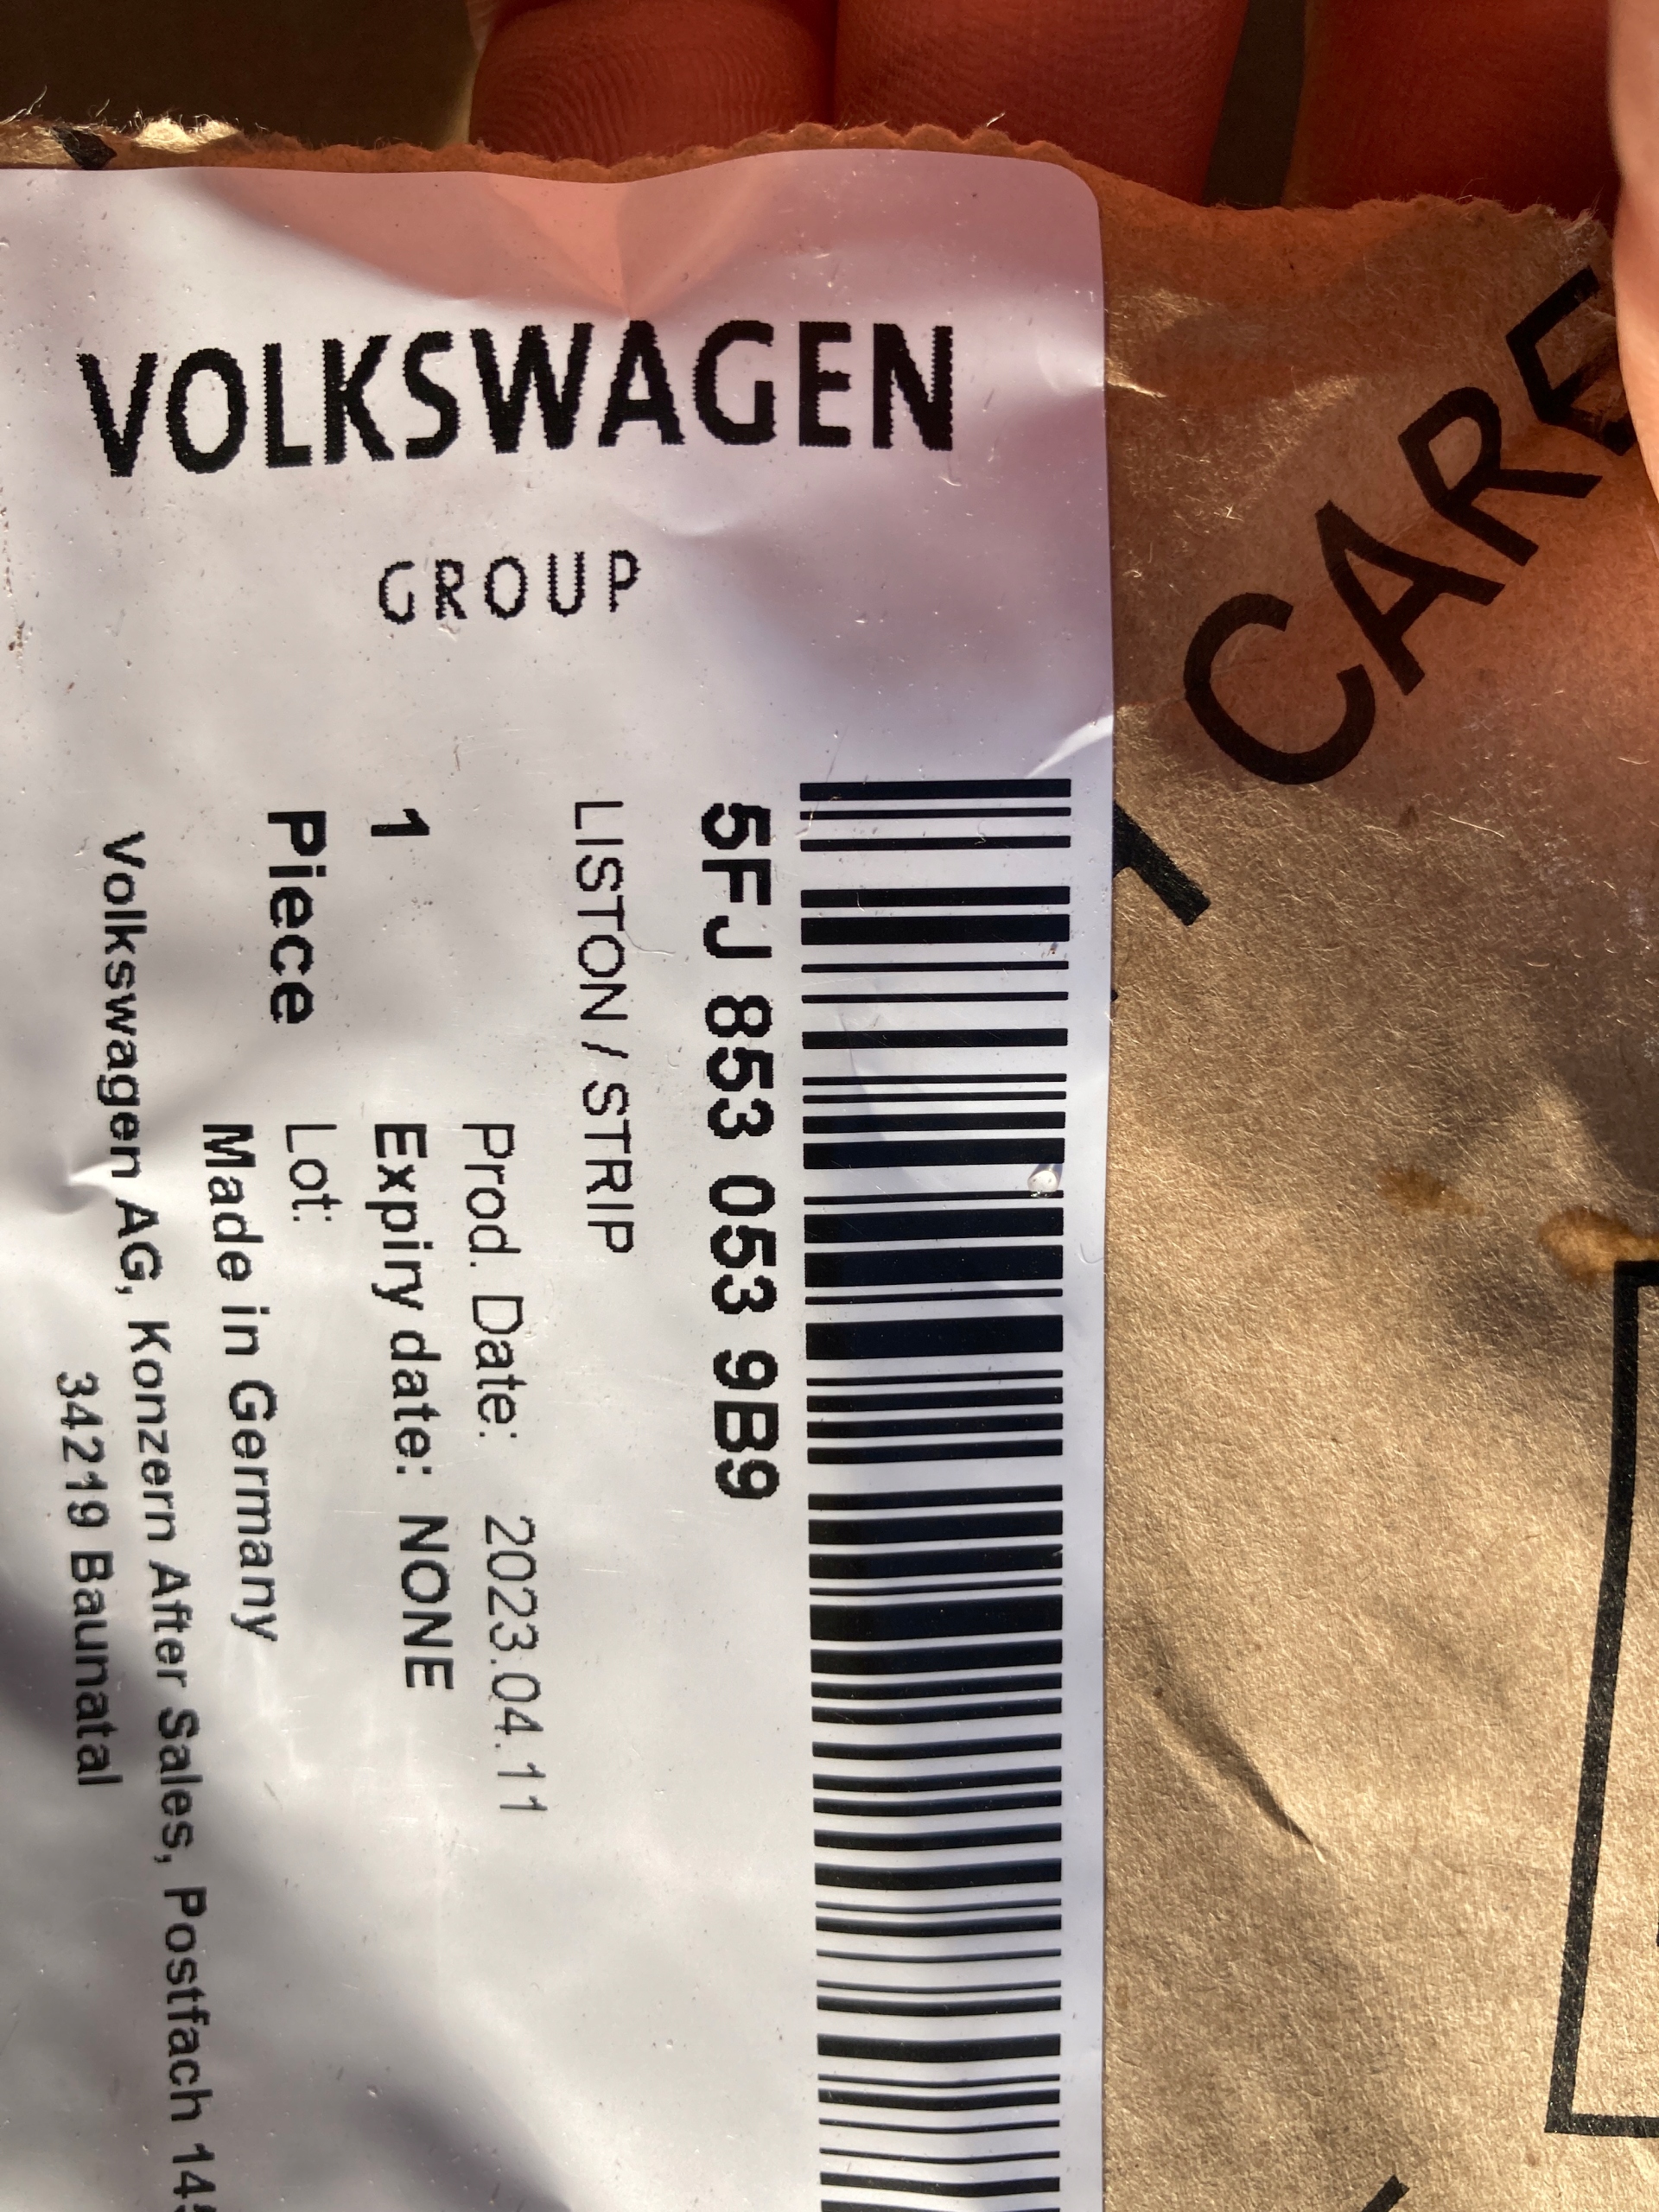 VOLKSWAGEN
GROUP
5FJ 853 053 9B9
LISTON / STRIP
Prod. Date: 2023.04.11
1
Expiry date: NONE
Piece
Lot:
Made in Germany
Volkswagen AG, Konzern After Sales, Postfach
34219 Baunatal
CARE